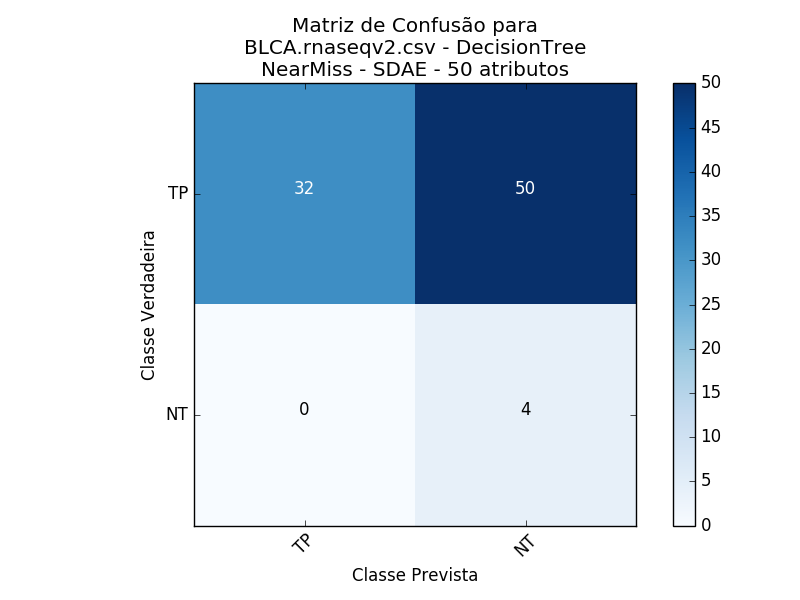 Matriz de Confusão para
BLCA.rnaseqv2.csv - DecisionTree
NearMiss - SDAE - 50 atributos
Classe Verdadeira
TP
NT
32
50
0
4
TP
NT
Classe Prevista
50
45
40
35
30
25
20
15
10
5
0